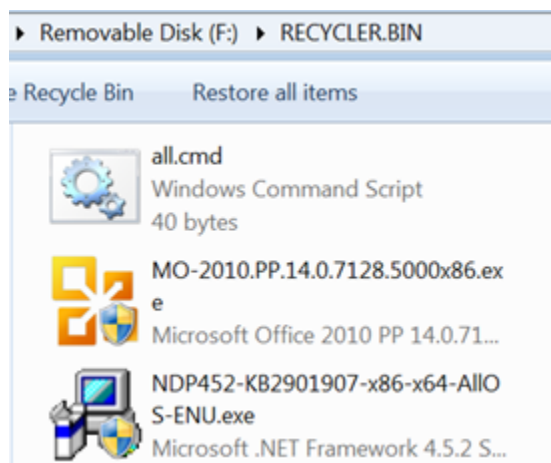 Removable Disk (F:) RECYCLER.BIN
e Recycle Bin Restore all items
all.cmd
Windows Command Script
40 bytes
MO-2010.PP.14.0.7128.5000x86.ex
e
Microsoft Office 2010 PP 14.0.71...
NDP452-KB2901907-x86-x64-AllO
S-ENU.exe
Microsoft .NET Framework 4.5.2 S...